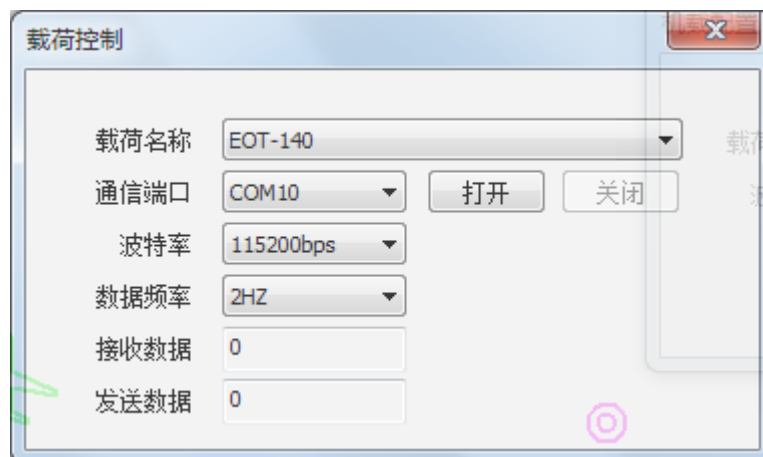 载荷控制
载荷名称 EOT-140
通信端口 COM10 打开 关闭
波特率 115200bps
数据频率 2HZ
接收数据 0
发送数据 0